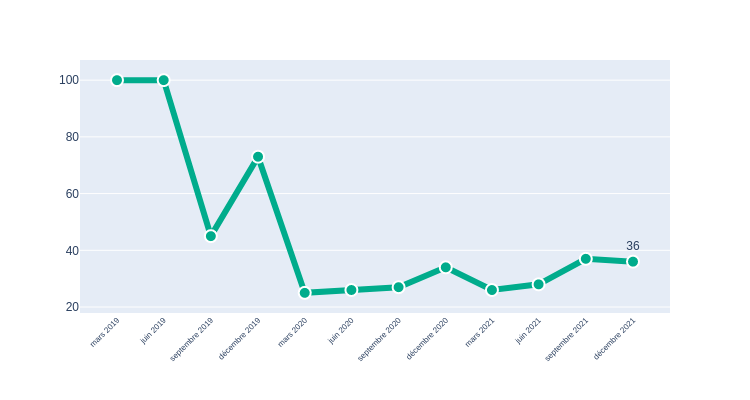 100
80
60
40
20
36
mars 2019
juin 2019
septembre 2019
décembre 2019
mars 2020
juin 2020
septembre 2020
décembre 2020
mars 2021
juin 2021
septembre 2021
décembre 2021